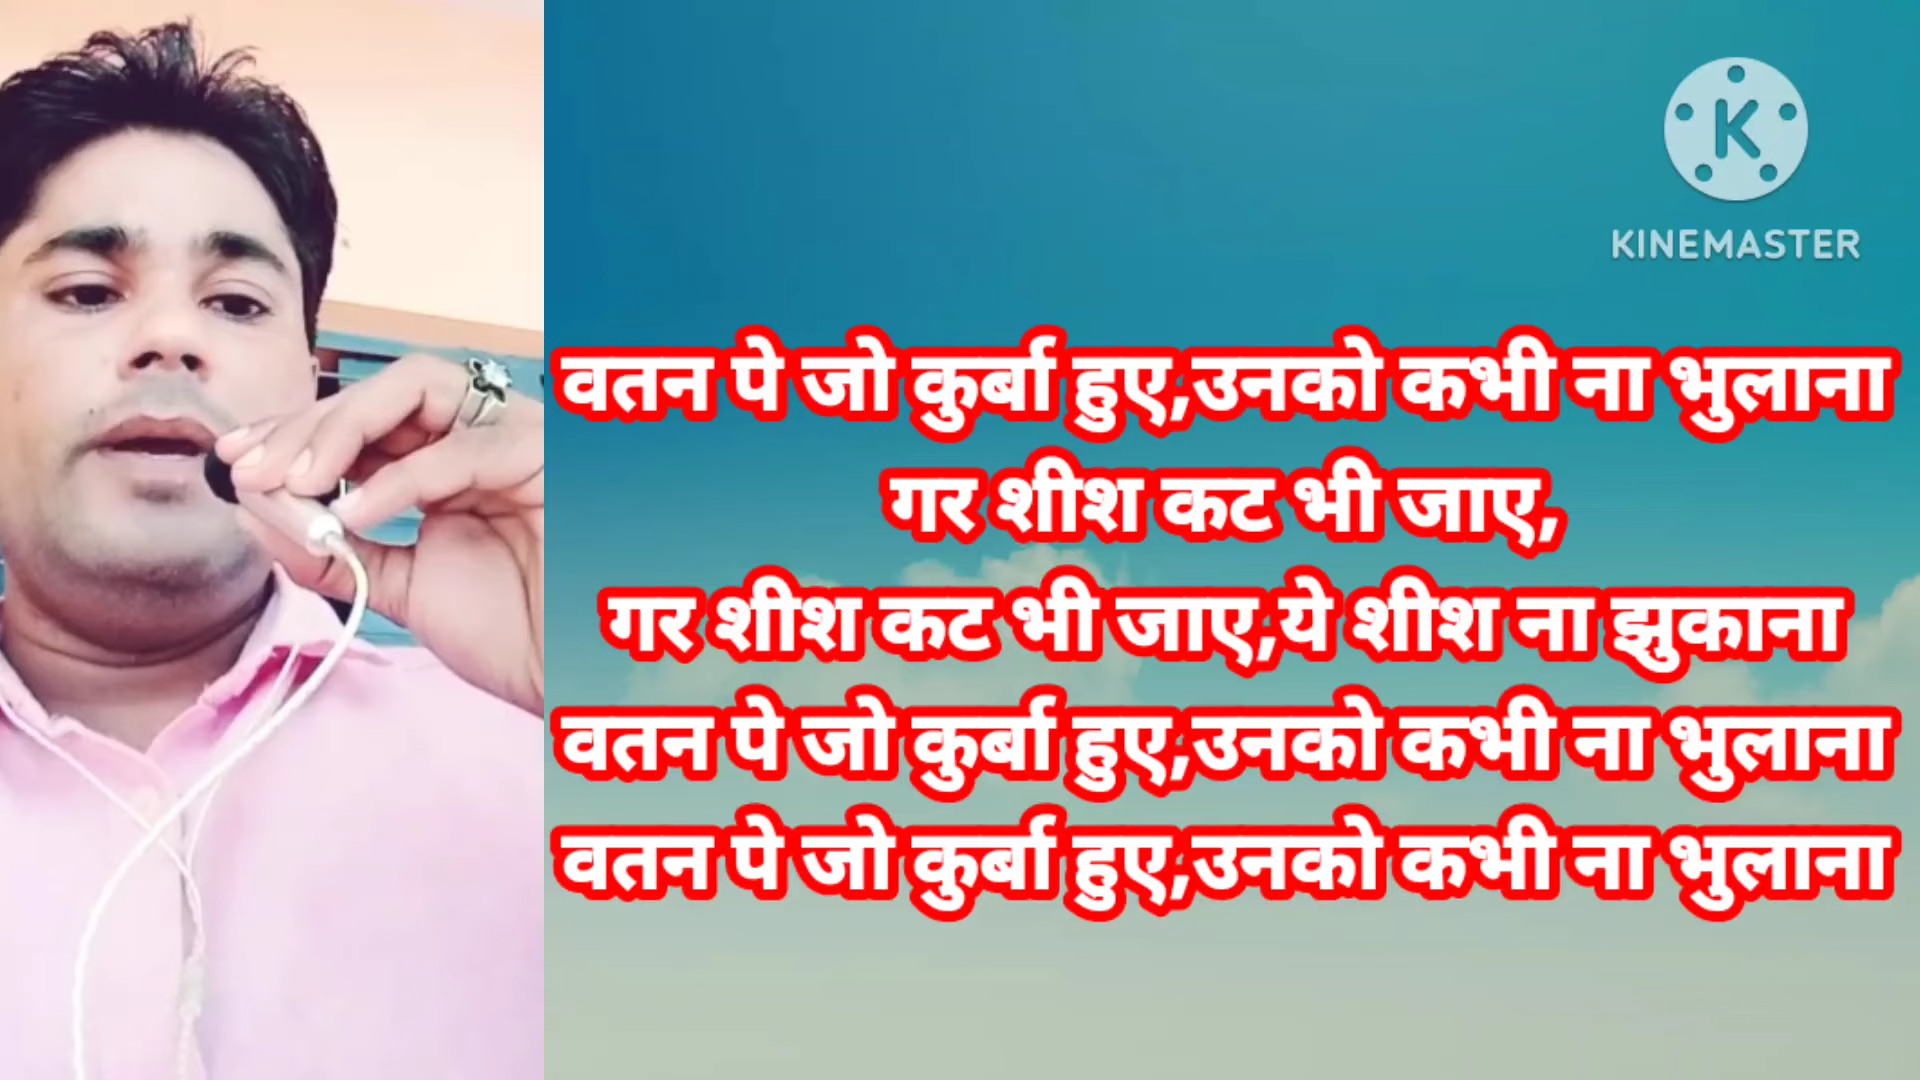 K
KINEMASTER
वतन पे जो कुर्बा हुए,उनको कभी ना भुलाना
गर शीश कट भी जाए,
गर शीश कट भी जाए,ये शीश ना झुकाना
वतन पे जो कुर्बा हुए,उनको कभी ना भुलाना
वतन पे जो कुर्बा हुए,उनको कभी ना भुलाना